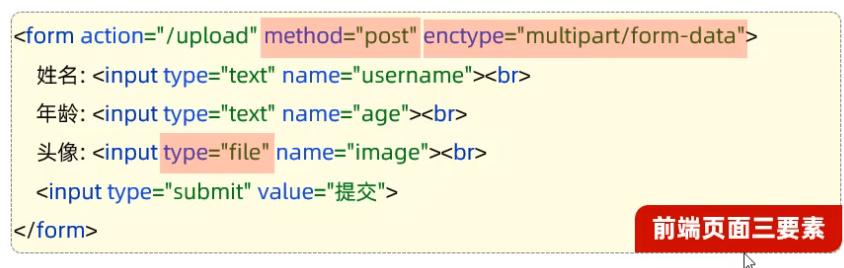 <form action="/upload" method="post" enctype="multipart/form-data">
姓名: <input type="text" name="username"><br>
年龄: <input type="text" name="age"><br>
头像: <input type="file" name="image"><br>
<input type="submit" value="提交">
</form>
前端页面三要素